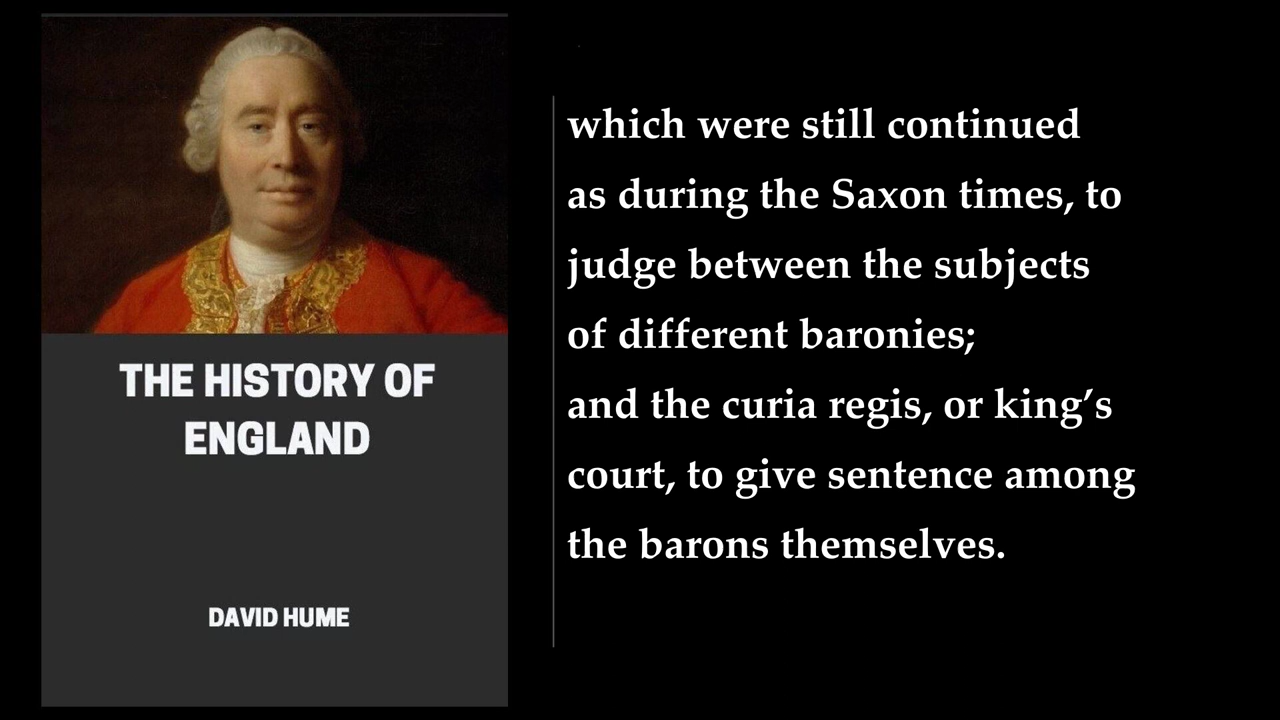 THE HISTORY OF
ENGLAND
DAVID HUME
which were still continued
as during the Saxon times, to
judge between the subjects
of different baronies;
and the curia regis, or king’s
court, to give sentence among
the barons themselves.